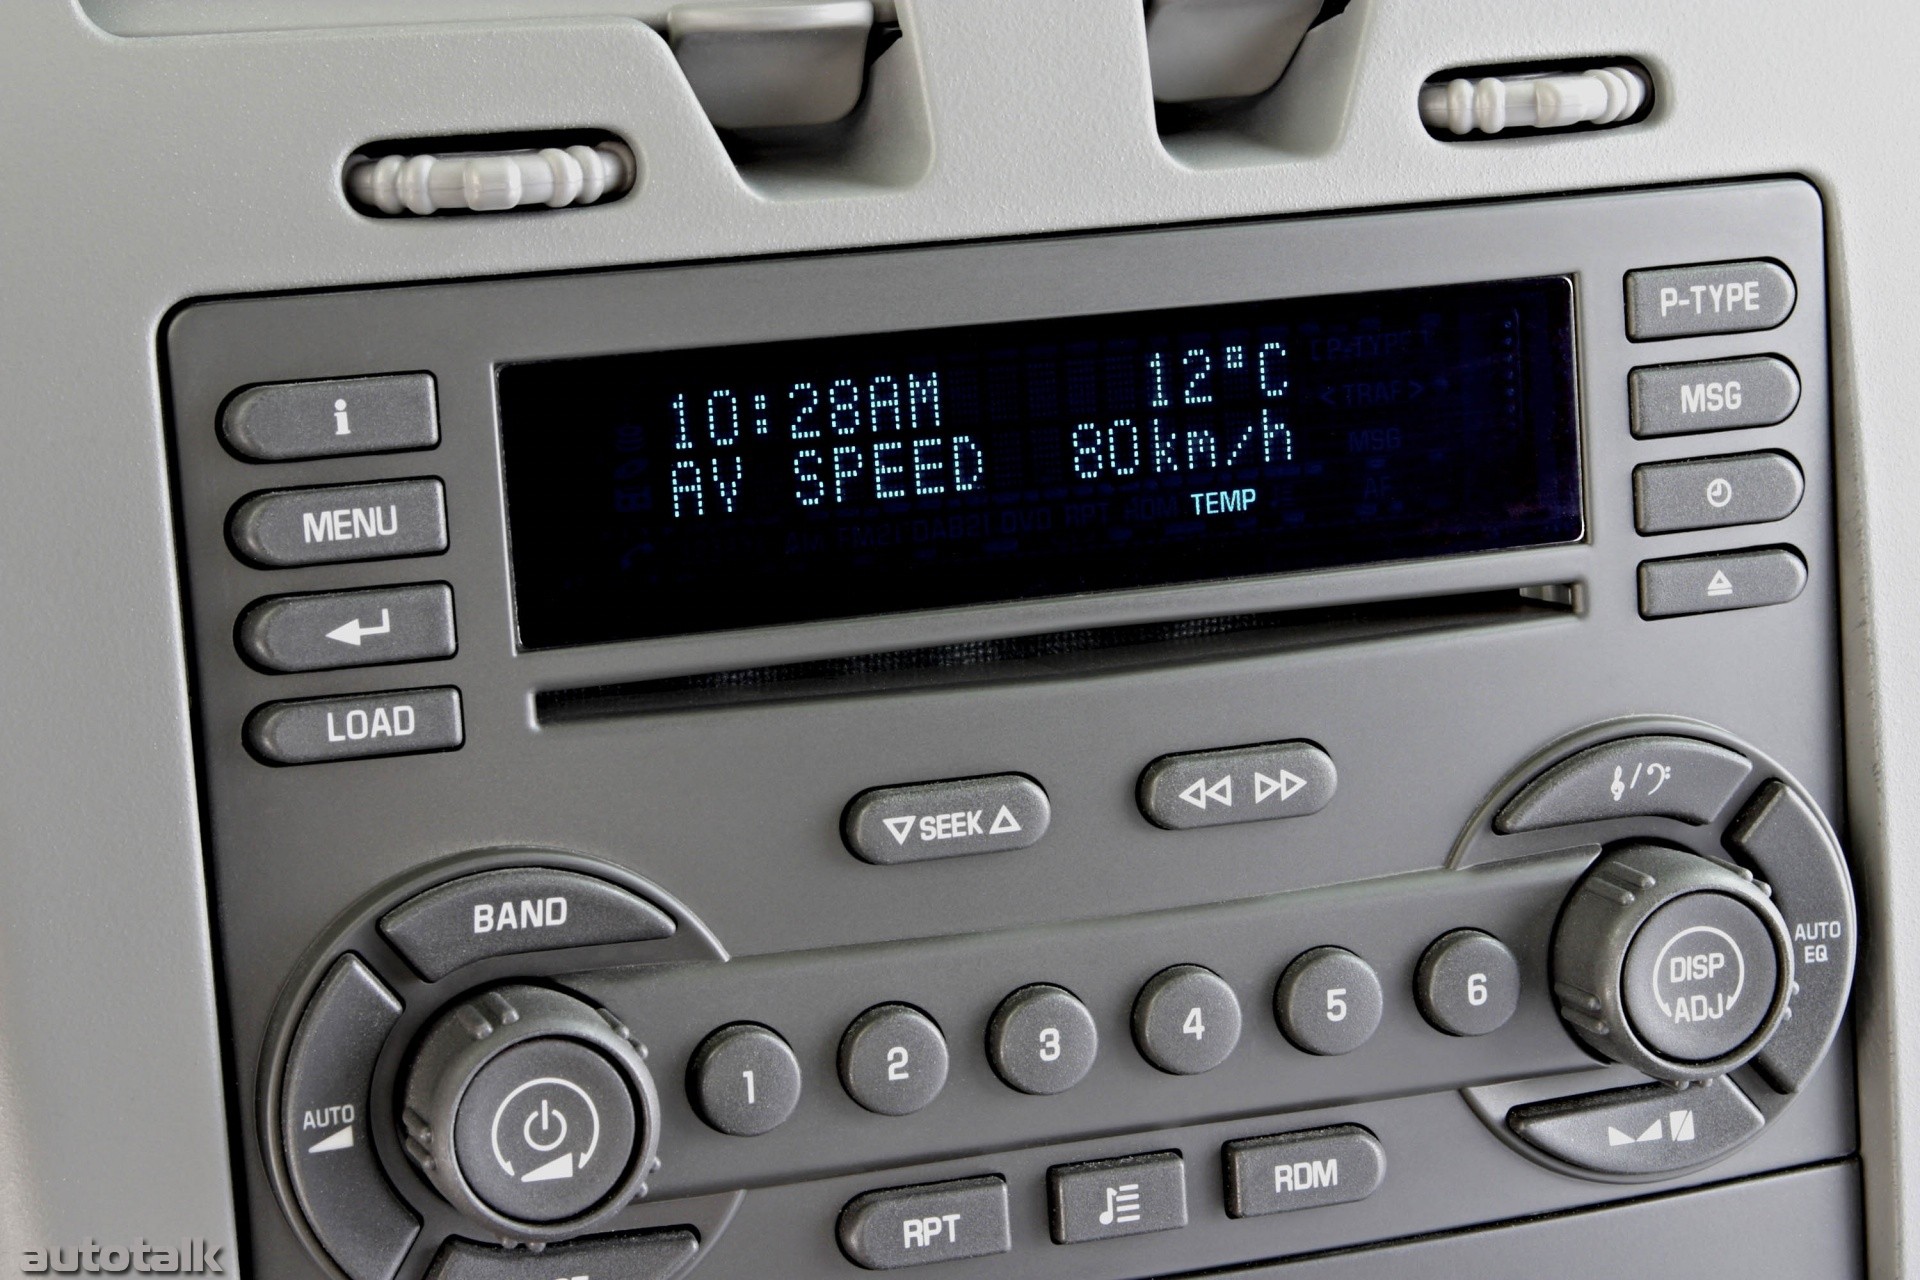 P-TYPE
10:28AM 12°C
i
MSG
AV SPEED 80km/h
TEMP
MENU
LOAD
SEEK
BAND
AUTO
EQ
DISP
ADJ
1 2 3 4 5 6
AUTO
RPT
RDM
autotalk